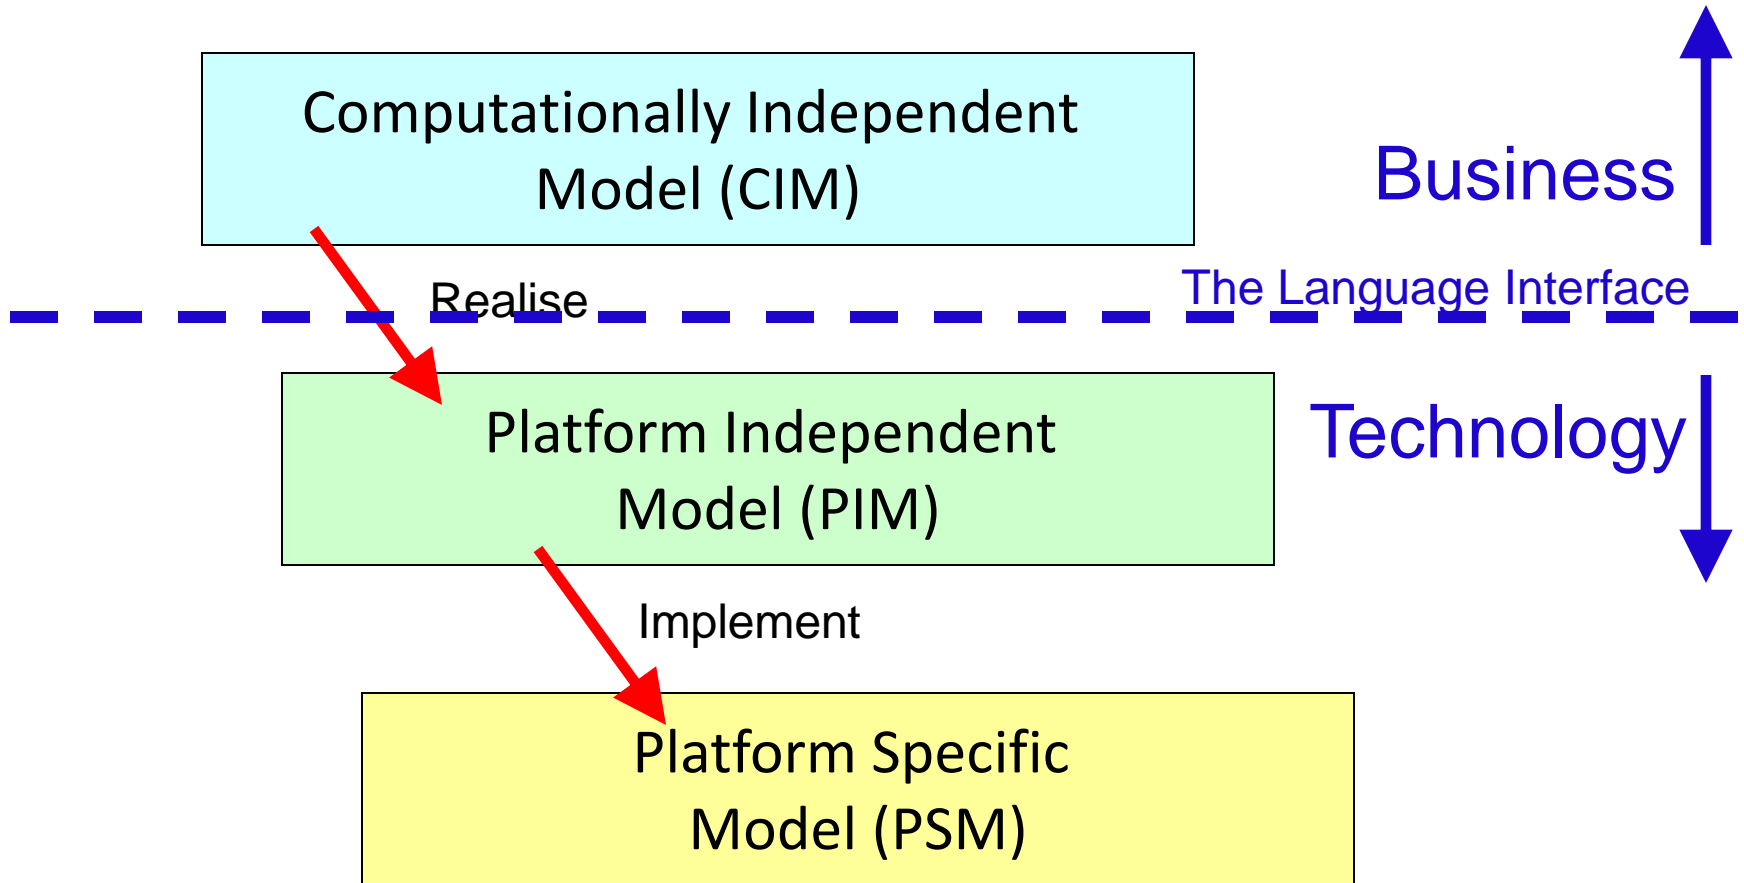 Computationally Independent
Model (CIM)
Business
Realise
The Language Interface
Platform Independent
Model (PIM)
Technology
Implement
Platform Specific
Model (PSM)